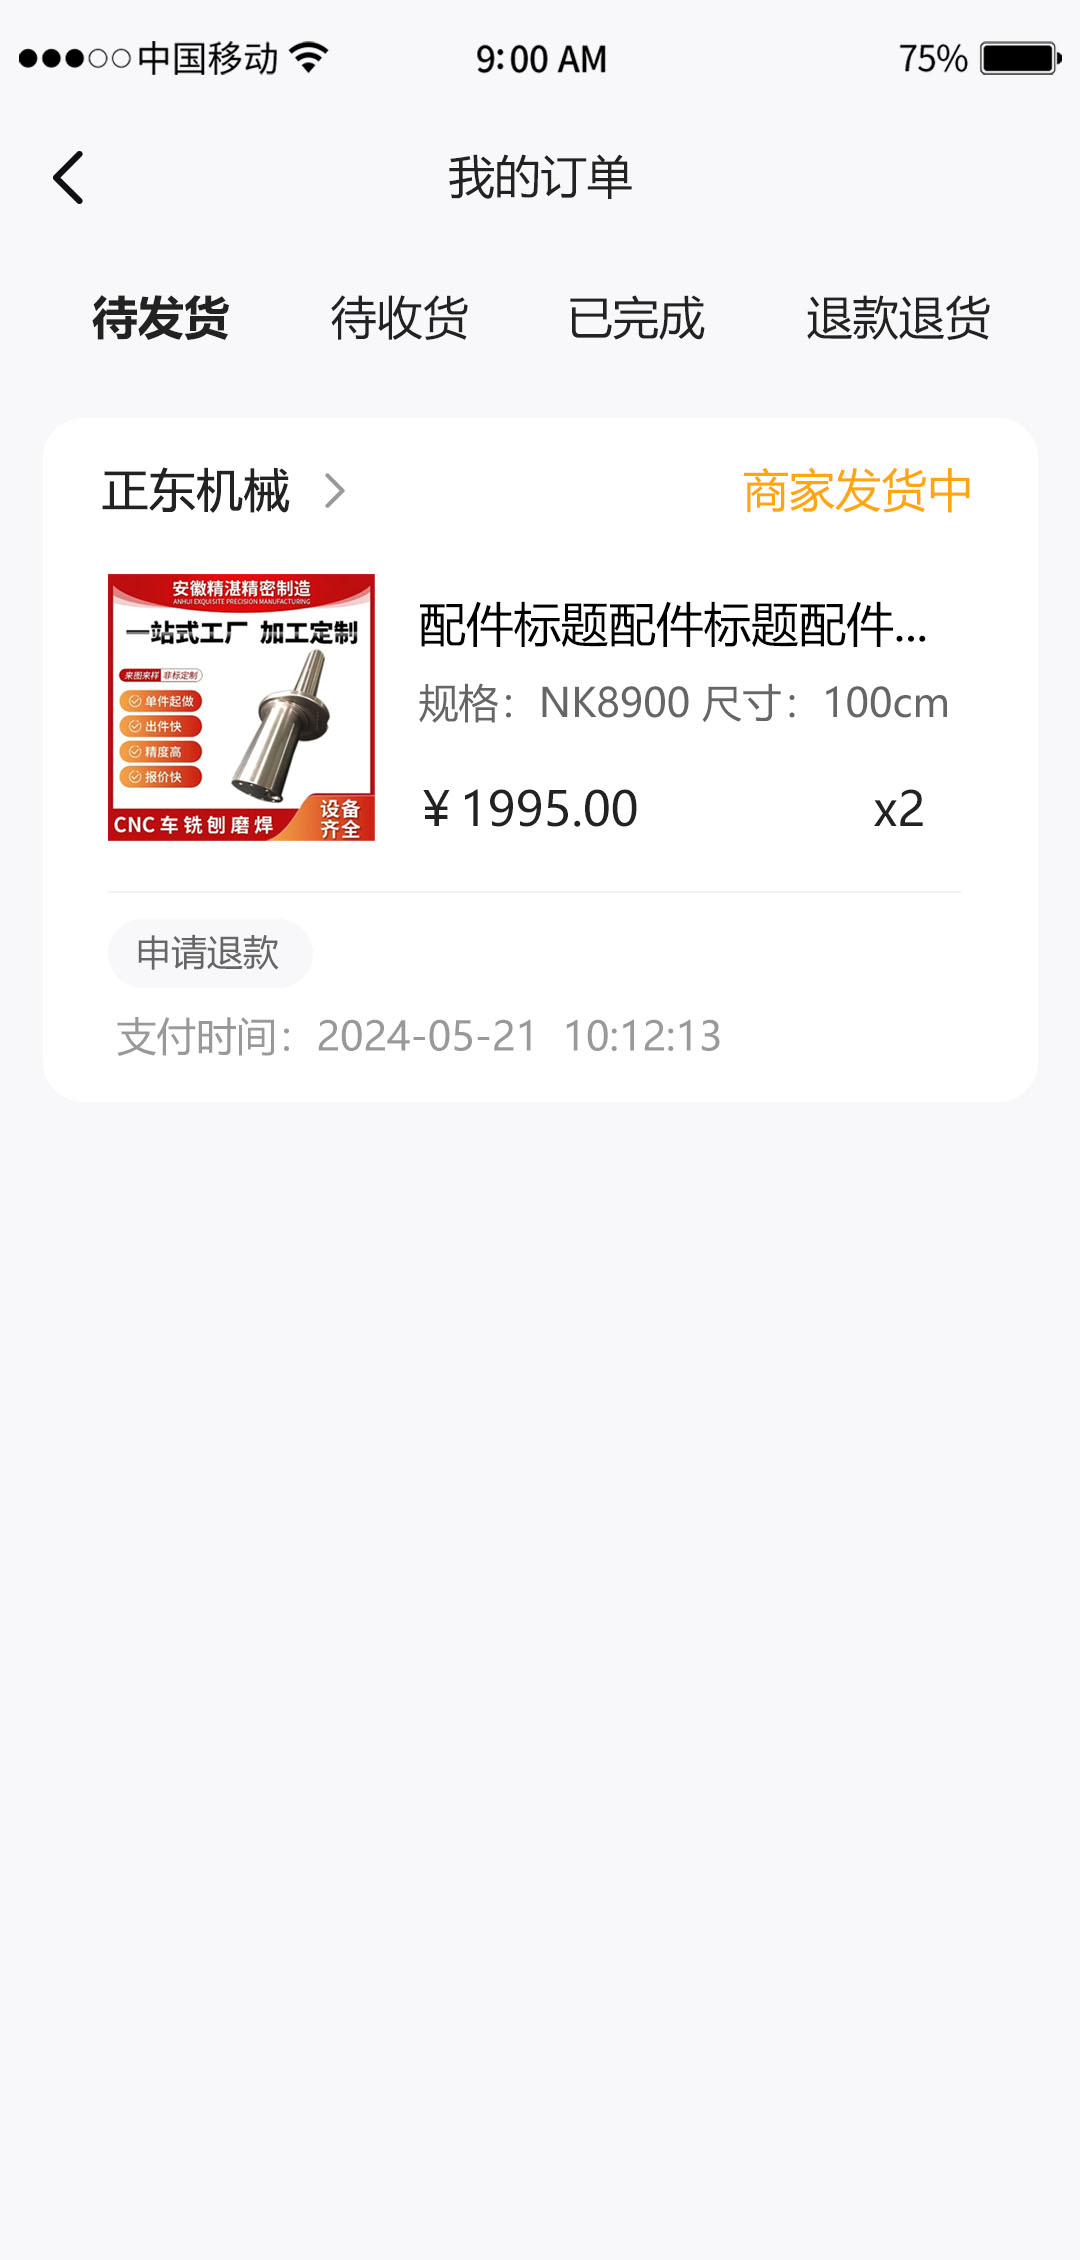 中国移动 9:00 AM 75%
我的订单
待发货 待收货 已完成 退款退货
正东机械 商家发货中
安徽精湛精密制造
ANHUI EXQUISITE PRECISION MANUFACTURING
一站式工厂 加工定制
来图来样 非标定制
单件起做
出件快
精度高
报价快
设备
齐全
CNC车铣刨磨焊
配件标题配件标题配件...
规格：NK8900 尺寸：100cm
¥1995.00 x2
申请退款
支付时间：2024-05-21 10:12:13